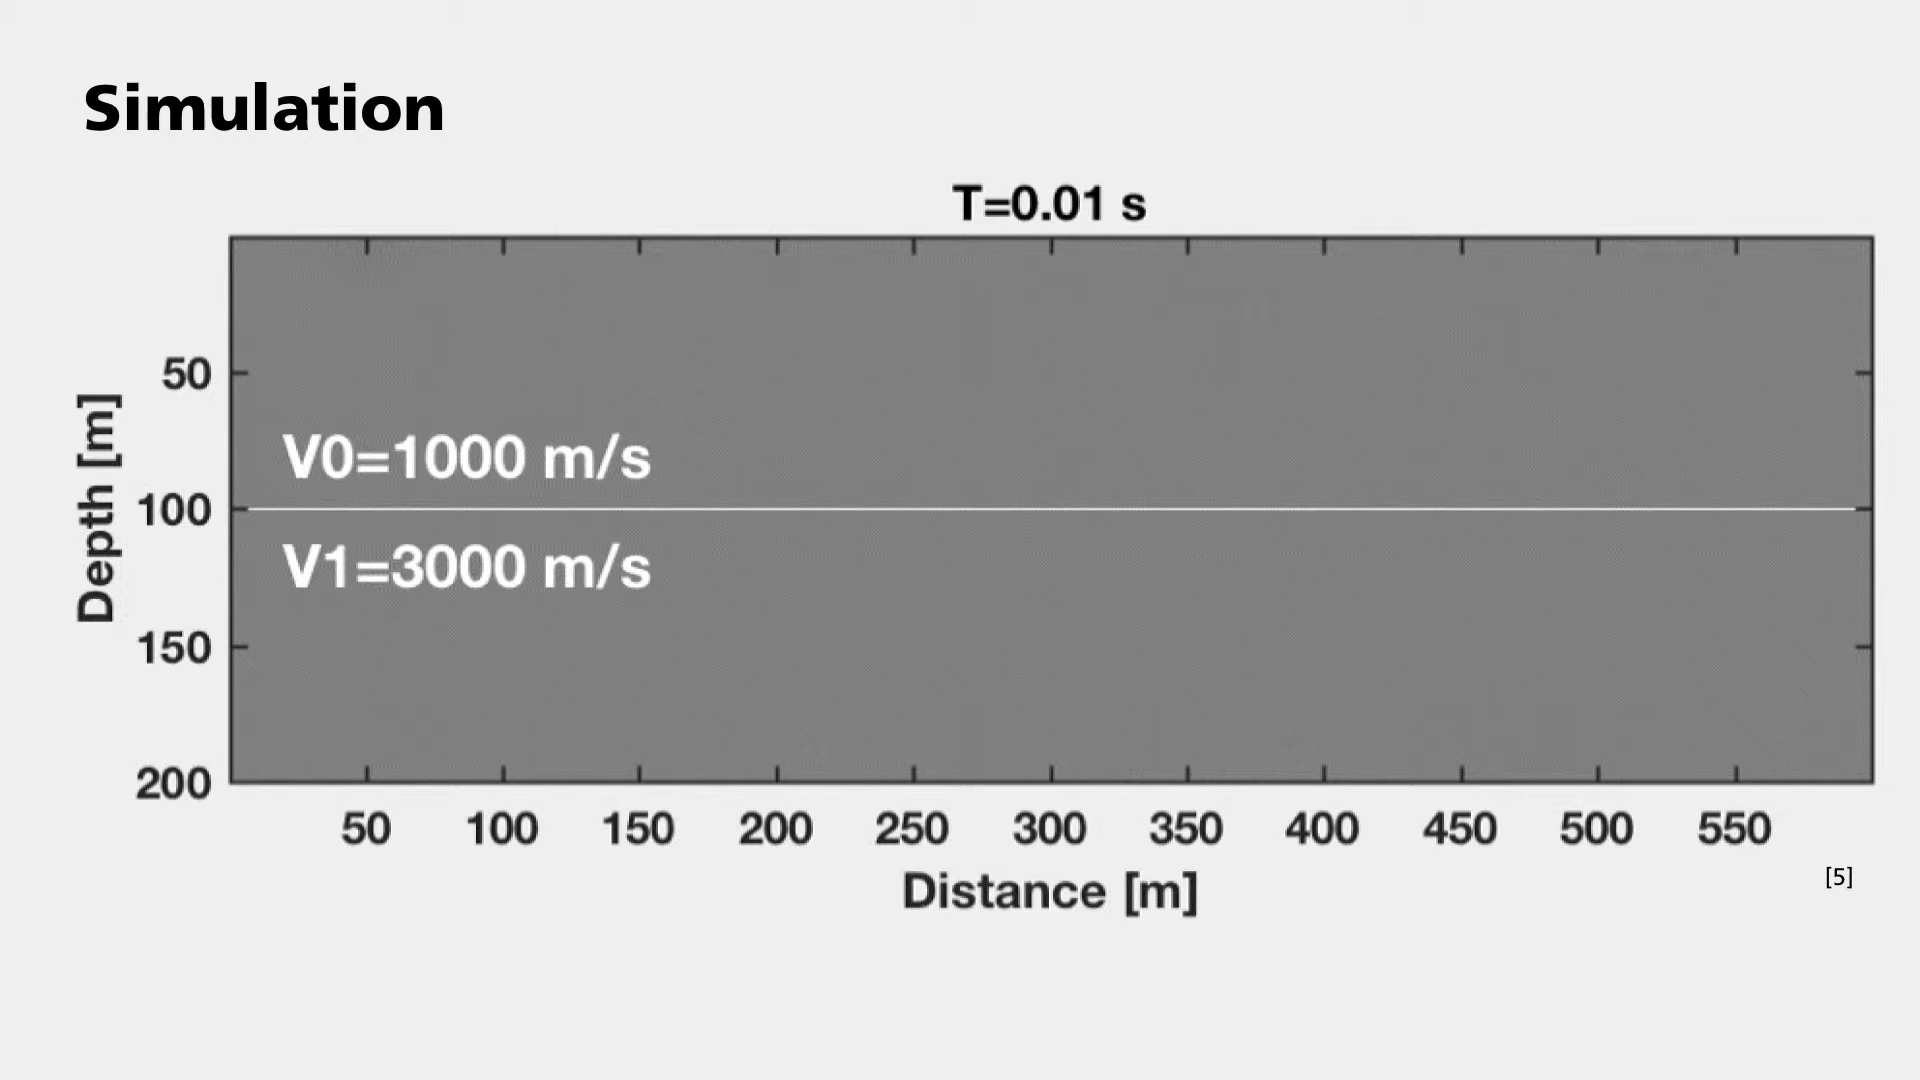 Simulation
T=0.01 s
50
V0=1000 m/s
100
V1=3000 m/s
150
200
Depth [m]
50 100 150 200 250 300 350 400 450 500 550
Distance [m]
[5]